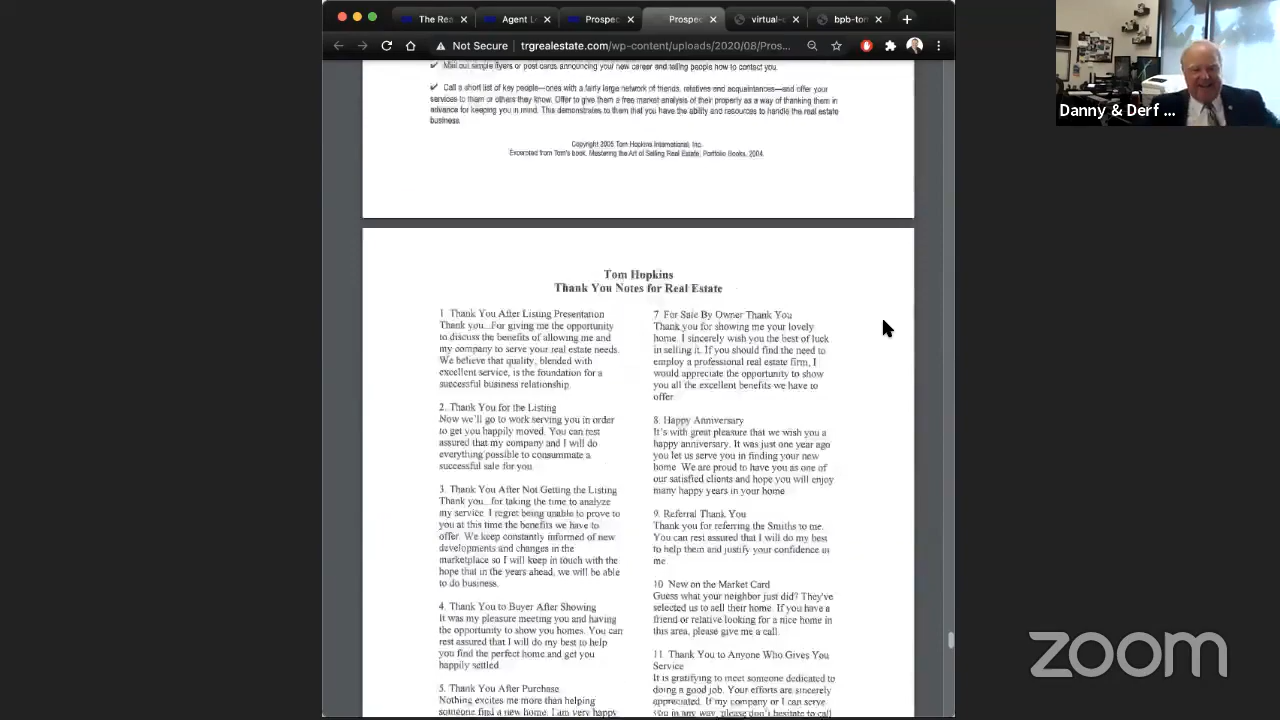 The Rea
Agent L
Prospec
Prospec
virtual-c
bpb-tor
Not Secure
trgrealestate.com/wp-content/uploads/2020/08/Pros...
Mail out simple flyers or post cards announcing your new career and telling people how to contact you.
Call a short list of key people—ones with a fairly large network of friends, relatives and acquaintances—and offer your
services to them or others they know. Offer to give them a free market analysis of their property as a way of thanking them in
advance for keeping you in mind. This demonstrates to them that you have the ability and resources to handle the real estate
business.
Copyright 2005 Tom Hopkins International, Inc.
Excerpted from Tom's book, Mastering the Art of Selling Real Estate, Portfolio Books, 2004.
Tom Hopkins
Thank You Notes for Real Estate
1 Thank You After Listing Presentation
Thank you...For giving me the opportunity
to discuss the benefits of allowing me and
my company to serve your real estate needs.
We believe that quality, blended with
excellent service, is the foundation for a
successful business relationship.
2. Thank You for the Listing
Now we'll go to work serving you in order
to get you happily moved. You can rest
assured that my company and I will do
everything possible to consummate a
successful sale for you.
3 Thank You After Not Getting the Listing
Thank you...for taking the time to analyze
my service. I regret being unable to prove to
you at this time the benefits we have to
offer. We keep constantly informed of new
developments and changes in the
marketplace so I will keep in touch with the
hope that in the years ahead, we will be able
to do business.
4. Thank You to Buyer After Showing
It was my pleasure meeting you and having
the opportunity to show you homes. You can
rest assured that I will do my best to help
you find the perfect home and get you
happily settled.
5. Thank You After Purchase
Nothing excites me more than helping
someone find a new home. I am very happy
7 For Sale By Owner Thank You
Thank you for showing me your lovely
home. I sincerely wish you the best of luck
in selling it. If you should find the need to
employ a professional real estate firm, I
would appreciate the opportunity to show
you all the excellent benefits we have to
offer.
8. Happy Anniversary
It's with great pleasure that we wish you a
happy anniversary. It was just one year ago
you let us serve you in finding your new
home. We are proud to have you as one of
our satisfied clients and hope you will enjoy
many happy years in your home
9. Referral Thank You
Thank you for referring the Smiths to me.
You can rest assured that I will do my best
to help them and justify your confidence in
me.
10 New on the Market Card
Guess what your neighbor just did? They've
selected us to sell their home. If you have a
friend or relative looking for a nice home in
this area, please give me a call.
11 Thank You to Anyone Who Gives You
Service
It is gratifying to meet someone dedicated to
doing a good job. Your efforts are sincerely
appreciated. If my company or I can serve
you in any way, please don't hesitate to call
Danny & Derf ...
zoom